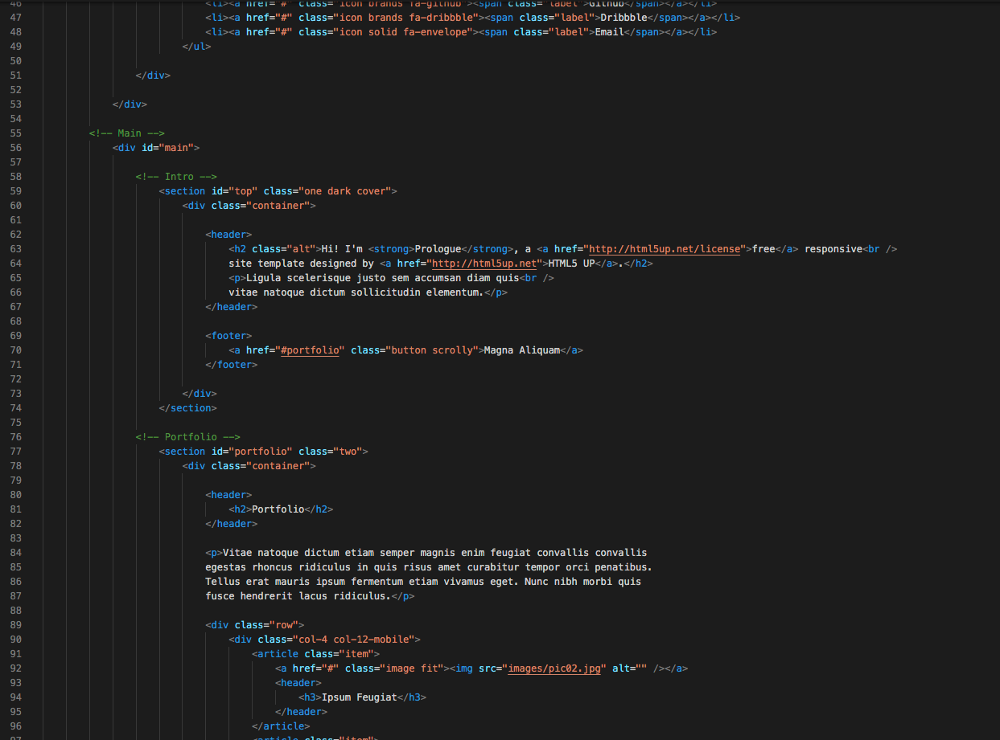 46 <li><a href="#" class="icon brands fa-github"><span class="label">Github</span></a></li>
47 <li><a href="#" class="icon brands fa-dribbble"><span class="label">Dribbble</span></a></li>
48 <li><a href="#" class="icon solid fa-envelope"><span class="label">Email</span></a></li>
49 </ul>
50
51 </div>
52
53 </div>
54
55 <!-- Main -->
56 <div id="main">
57
58 <!-- Intro -->
59 <section id="top" class="one dark cover">
60 <div class="container">
61
62 <header>
63 <h2 class="alt">Hi! I'm <strong>Prologue</strong>, a <a href="http://html5up.net/license">free</a> responsive<br />
64 site template designed by <a href="http://html5up.net">HTML5 UP</a>.</h2>
65 <p>Ligula scelerisque justo sem accumsan diam quis<br />
66 vitae natoque dictum sollicitudin elementum.</p>
67 </header>
68
69 <footer>
70 <a href="#portfolio" class="button scrolly">Magna Aliquam</a>
71 </footer>
72
73 </div>
74 </section>
75
76 <!-- Portfolio -->
77 <section id="portfolio" class="two">
78 <div class="container">
79
80 <header>
81 <h2>Portfolio</h2>
82 </header>
83
84 <p>Vitae natoque dictum etiam semper magnis enim feugiat convallis convallis
85 egestas rhoncus ridiculus in quis risus amet curabitur tempor orci penatibus.
86 Tellus erat mauris ipsum fermentum etiam vivamus eget. Nunc nibh morbi quis
87 fusce hendrerit lacus ridiculus.</p>
88
89 <div class="row">
90 <div class="col-4 col-12-mobile">
91 <article class="item">
92 <a href="#" class="image fit"><img src="images/pic02.jpg" alt="" /></a>
93 <header>
94 <h3>Ipsum Feugiat</h3>
95 </header>
96 </article>
97 <article class="item">